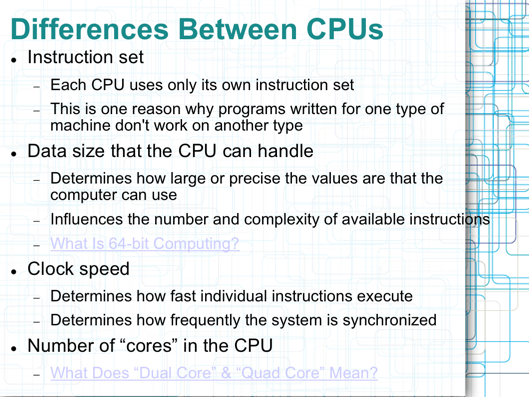 Differences Between CPUs
● Instruction set
– Each CPU uses only its own instruction set
– This is one reason why programs written for one type of
machine don't work on another type
● Data size that the CPU can handle
– Determines how large or precise the values are that the
computer can use
– Influences the number and complexity of available instructions
– What Is 64-bit Computing?
● Clock speed
– Determines how fast individual instructions execute
– Determines how frequently the system is synchronized
● Number of “cores” in the CPU
– What Does “Dual Core” & “Quad Core” Mean?